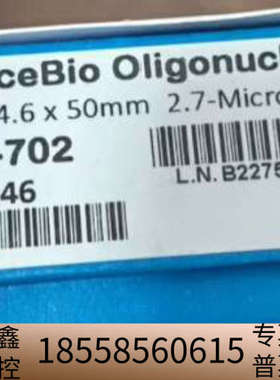 ceBio Oligonuc
4.6 x 50mm 2.7-Micro
-702
46
L.N. B2275
鑫
控
18558560615
专
普